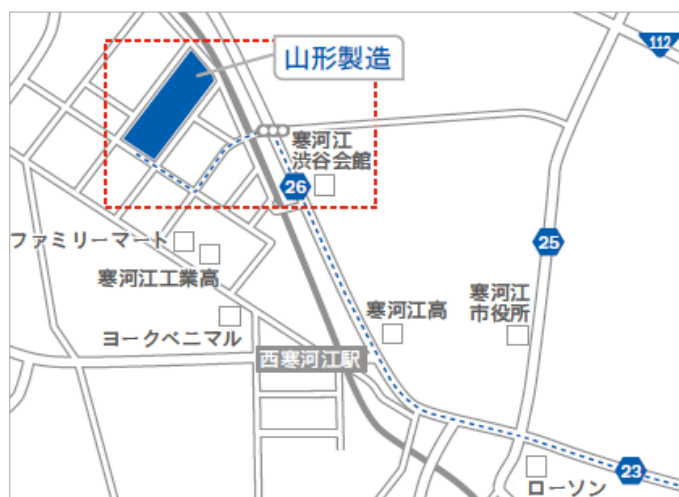 112
山形製造
寒河江
渋谷会館
26
ファミリーマート
寒河江工業高
25
寒河江高
寒河江
市役所
ヨークベニマル
西寒河江駅
23
ローソン